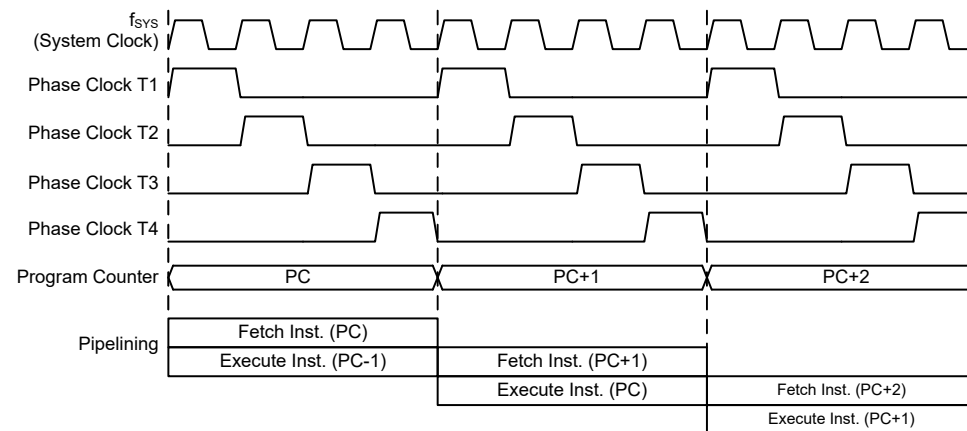 fSYS
(System Clock)
Phase Clock T1
Phase Clock T2
Phase Clock T3
Phase Clock T4
Program Counter PC PC+1 PC+2
Pipelining
Fetch Inst. (PC)
Execute Inst. (PC-1) Fetch Inst. (PC+1)
Execute Inst. (PC) Fetch Inst. (PC+2)
Execute Inst. (PC+1)